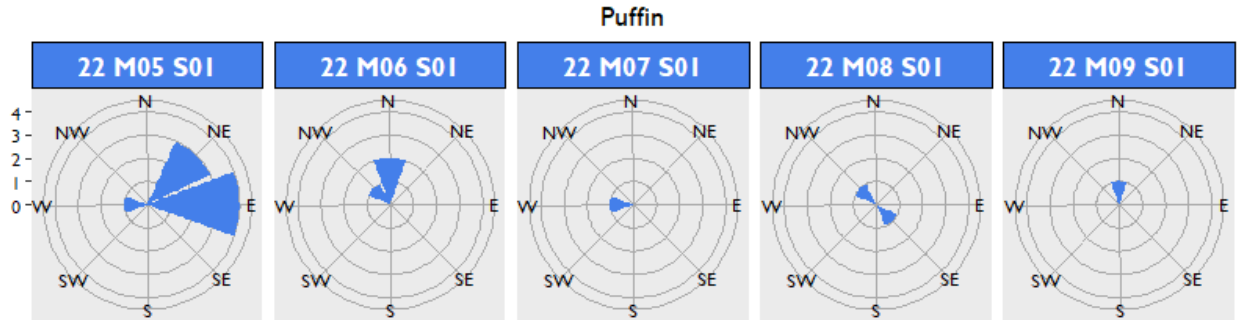 Puffin
22 M05 S01
22 M06 S01
22 M07 S01
22 M08 S01
22 M09 S01
4
3
2
1
0
N
NE
E
SE
S
SW
W
NW
N
NE
E
SE
S
SW
W
NW
N
NE
E
SE
S
SW
W
NW
N
NE
E
SE
S
SW
W
NW
N
NE
E
SE
S
SW
W
NW